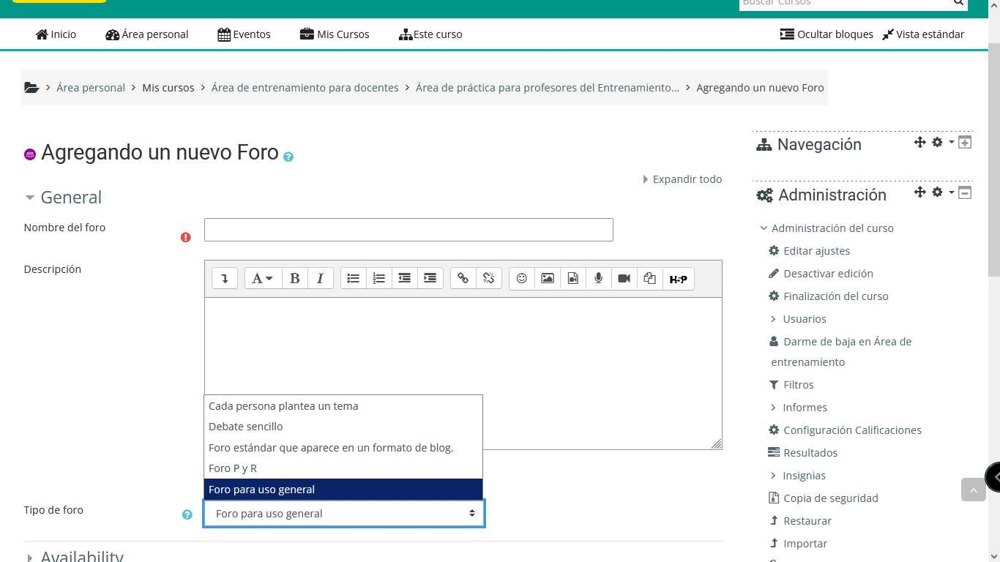 Buscar Cursos
Inicio Área personal Eventos Mis Cursos Este curso Ocultar bloques Vista estándar
Área personal Mis cursos Área de entrenamiento para docentes Área de práctica para profesores del Entrenamiento... Agregando un nuevo Foro
Agregando un nuevo Foro
Expandir todo
General
Nombre del foro
Descripción
A B I
H-P
Cada persona plantea un tema
Debate sencillo
Foro estándar que aparece en un formato de blog.
Foro P y R
Foro para uso general
Tipo de foro
Foro para uso general
Availability
Navegación
Administración
Administración del curso
Editar ajustes
Desactivar edición
Finalización del curso
Usuarios
Darme de baja en Área de
entrenamiento
Filtros
Informes
Configuración Calificaciones
Resultados
Insignias
Copia de seguridad
Restaurar
Importar